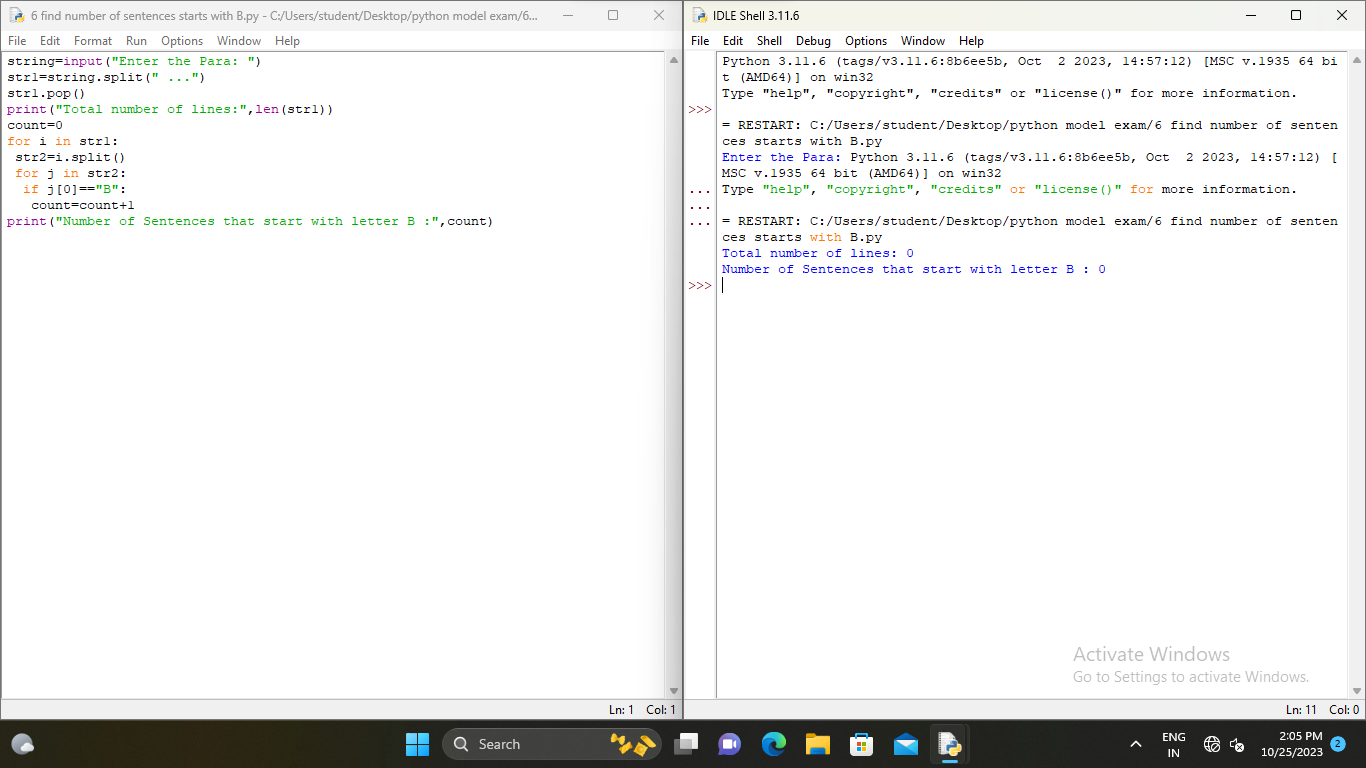 6 find number of sentences starts with B.py - C:/Users/student/Desktop/python model exam/6...
File Edit Format Run Options Window Help
string=input("Enter the Para: ")
str1=string.split(" ...")
str1.pop()
print("Total number of lines:",len(str1))
count=0
for i in str1:
 str2=i.split()
 for j in str2:
  if j[0]=="B":
   count=count+1
print("Number of Sentences that start with letter B :",count)
Ln: 1 Col: 1
IDLE Shell 3.11.6
File Edit Shell Debug Options Window Help
Python 3.11.6 (tags/v3.11.6:8b6ee5b, Oct  2 2023, 14:57:12) [MSC v.1935 64 bi
t (AMD64)] on win32
Type "help", "copyright", "credits" or "license()" for more information.
>>>
= RESTART: C:/Users/student/Desktop/python model exam/6 find number of senten
ces starts with B.py
Enter the Para: Python 3.11.6 (tags/v3.11.6:8b6ee5b, Oct  2 2023, 14:57:12) [
MSC v.1935 64 bit (AMD64)] on win32
... Type "help", "copyright", "credits" or "license()" for more information.
...
... = RESTART: C:/Users/student/Desktop/python model exam/6 find number of senten
ces starts with B.py
Total number of lines: 0
Number of Sentences that start with letter B : 0
>>>
Activate Windows
Go to Settings to activate Windows.
Ln: 11 Col: 0
Search
ENG
IN
2:05 PM
10/25/2023
2